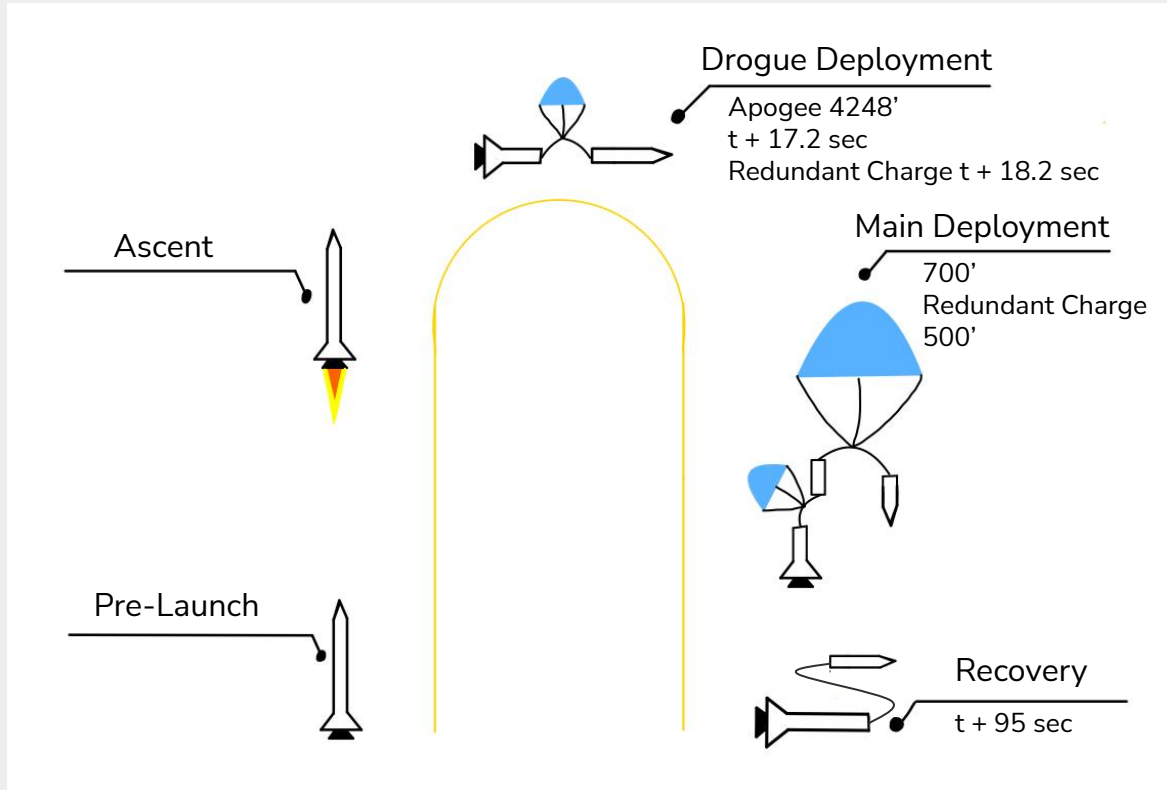 Drogue Deployment
Apogee 4248’
t + 17.2 sec
Redundant Charge t + 18.2 sec
Ascent
Main Deployment
700’
Redundant Charge
500’
Pre-Launch
Recovery
t + 95 sec